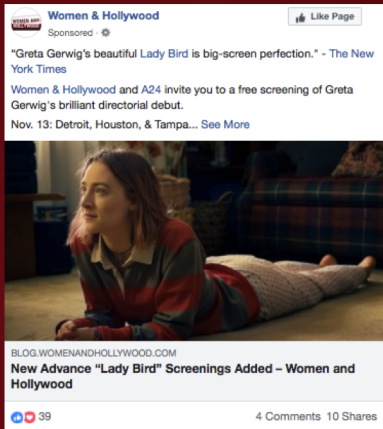 Women & Hollywood
Like Page
Sponsored ·
"Greta Gerwig's beautiful Lady Bird is big-screen perfection." - The New
York Times
Women & Hollywood and A24 invite you to a free screening of Greta
Gerwig's brilliant directorial debut.
Nov. 13: Detroit, Houston, & Tampa... See More
BLOG.WOMENANDHOLLYWOOD.COM
New Advance "Lady Bird" Screenings Added – Women and
Hollywood
39
4 Comments 10 Shares